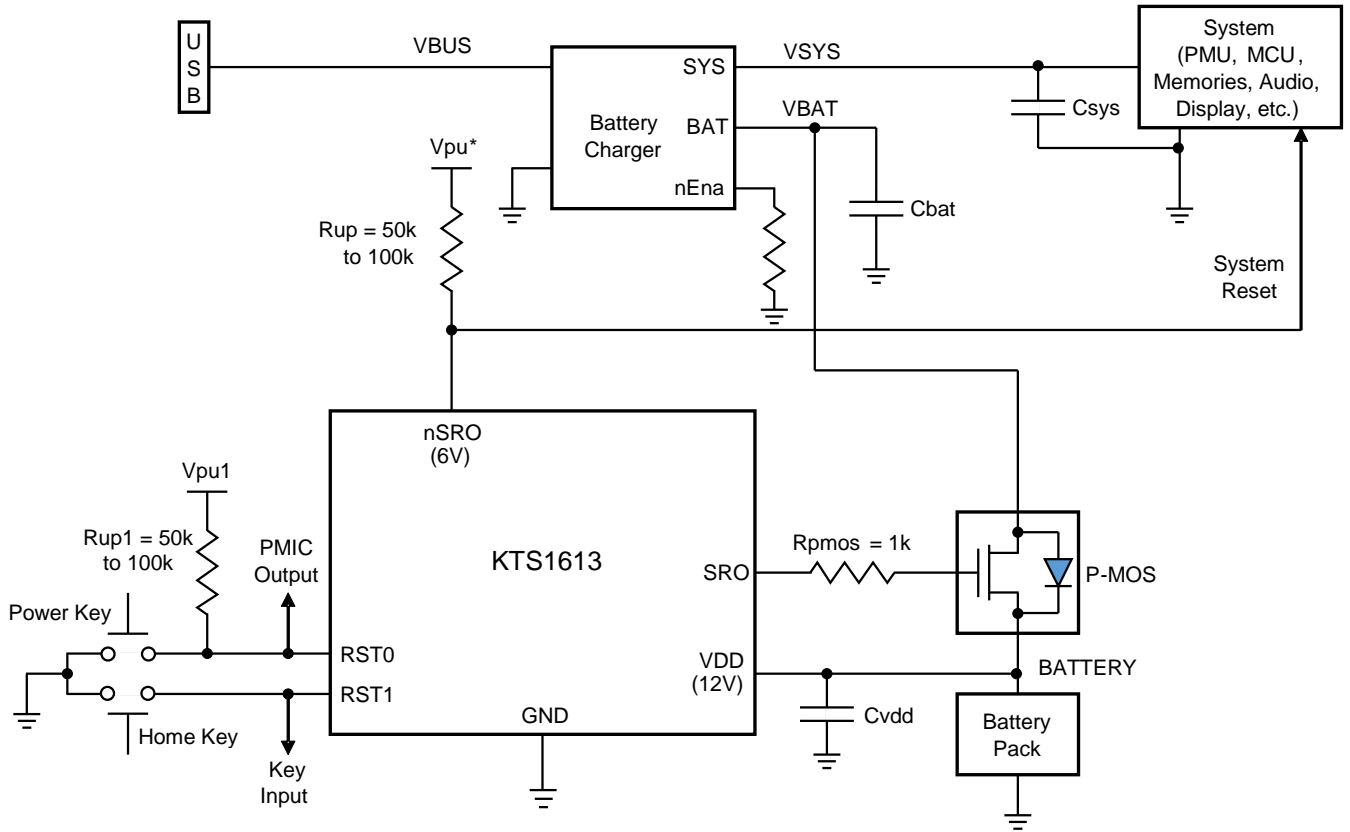 U
S
B
VBUS
SYS
VSYS
System
(PMU, MCU,
Memories, Audio,
Display, etc.)
Csys
VBAT
BAT
Battery
Charger
nEna
Cbat
Vpu*
Rup = 50k
to 100k
System
Reset
nSRO
(6V)
Vpu1
Rup1 = 50k
to 100k
PMIC
Output
KTS1613
Rpmos = 1k
SRO
P-MOS
Power Key
RST0
VDD
(12V)
BATTERY
RST1
GND
Cvdd
Battery
Pack
Home Key
Key
Input